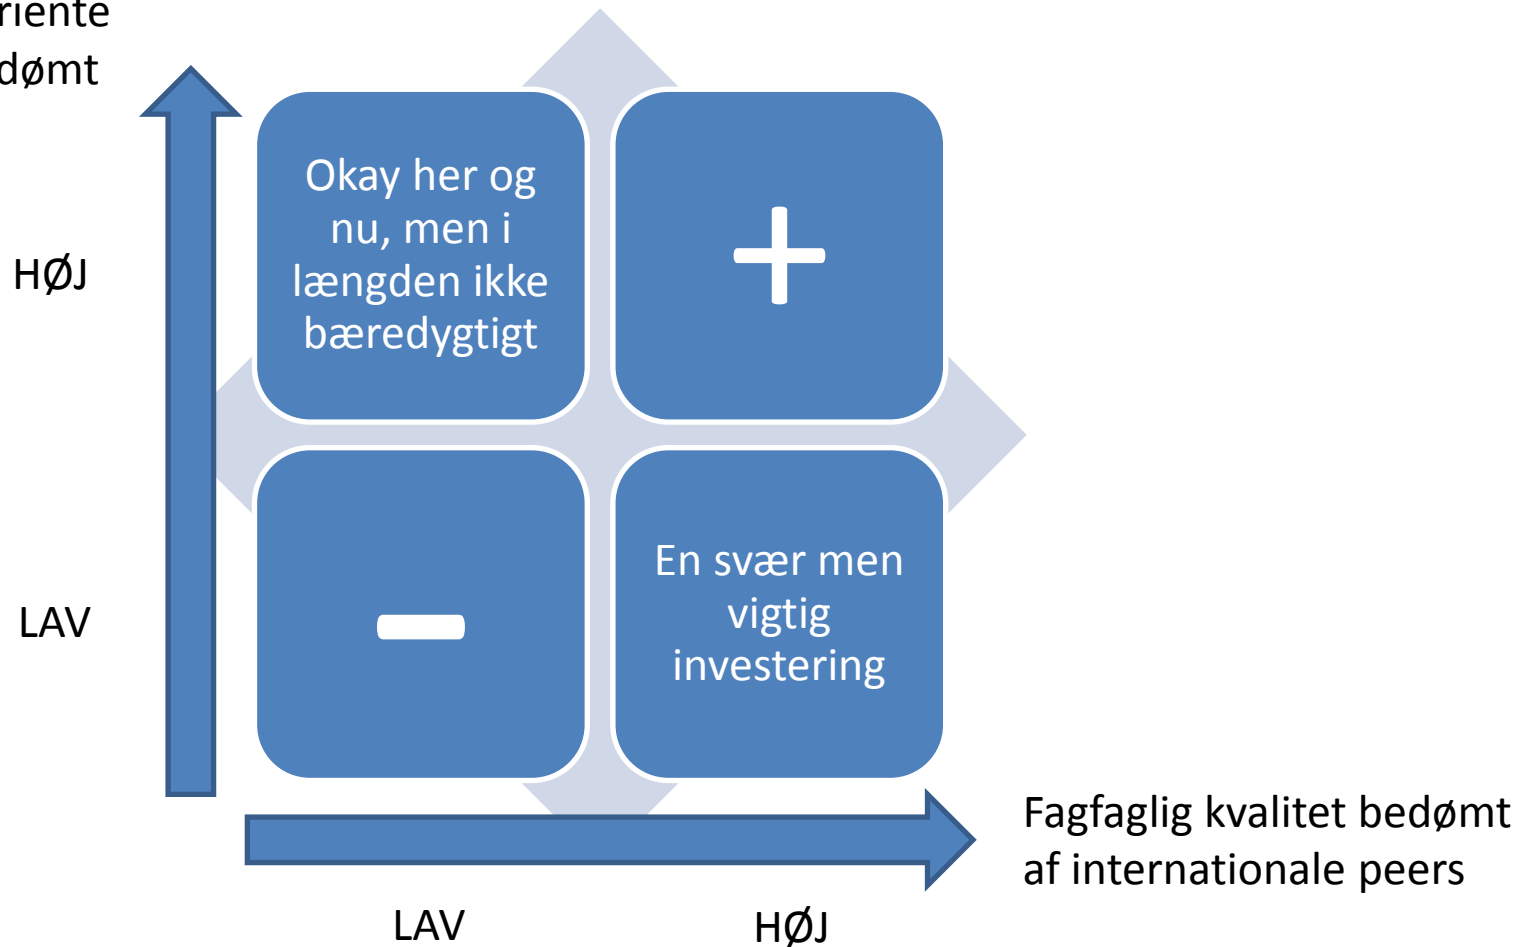 riente
dømt
Okay her og
nu, men i
længden ikke
bæredygtigt
+
HØJ
LAV
−
En svær men
vigtig
investering
Fagfaglig kvalitet bedømt
af internationale peers
LAV
HØJ